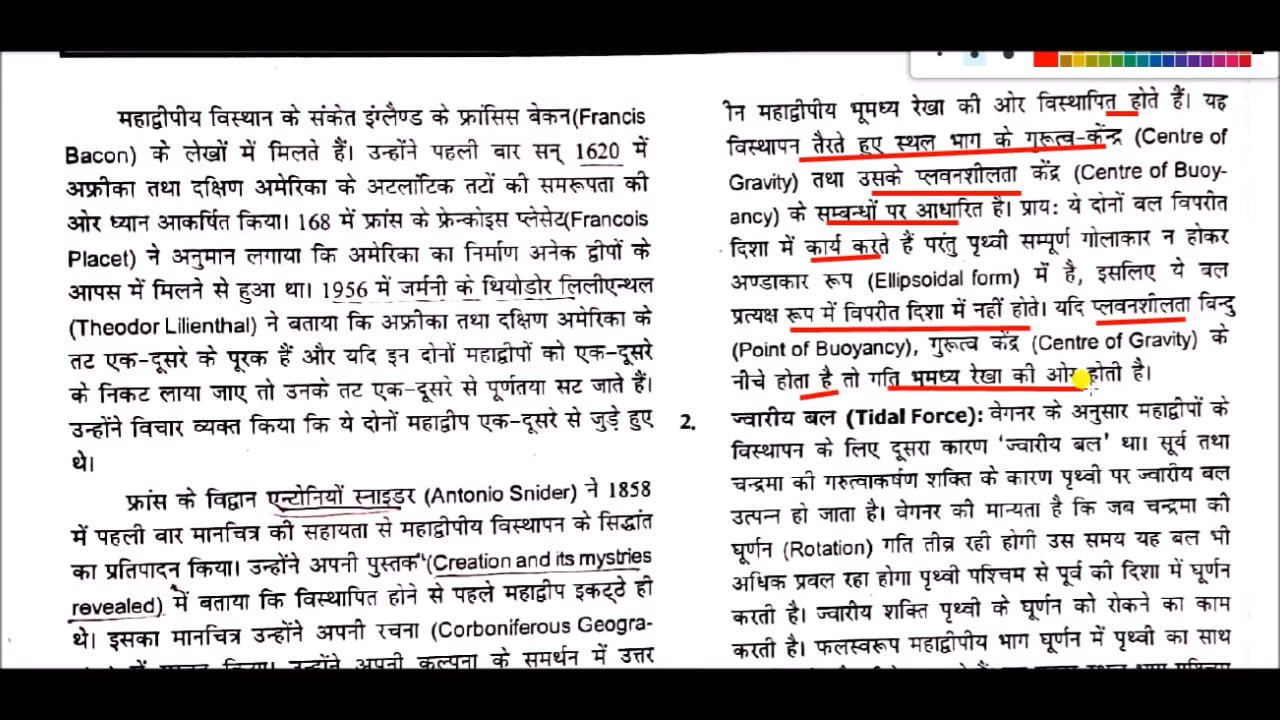 महाद्वीपीय विस्थान के संकेत इंग्लैण्ड के फ्रांसिस बेकन(Francis
Bacon) के लेखों में मिलते हैं। उन्होंने पहली बार सन् 1620 में
अफ्रीका तथा दक्षिण अमेरिका के अटलांटिक तटों की समरूपता की
ओर ध्यान आकर्षित किया। 168 में फ्रांस के फ्रेन्कोइस प्लेसेट(Francois
Placet) ने अनुमान लगाया कि अमेरिका का निर्माण अनेक द्वीपों के
आपस में मिलने से हुआ था। 1956 में जर्मनी के थियोडोर लिलीएन्थल
(Theodor Lilienthal) ने बताया कि अफ्रीका तथा दक्षिण अमेरिका के
तट एक-दूसरे के पूरक हैं और यदि इन दोनों महाद्वीपों को एक-दूसरे
के निकट लाया जाए तो उनके तट एक-दूसरे से पूर्णतया सट जाते हैं।
उन्होंने विचार व्यक्त किया कि ये दोनों महाद्वीप एक-दूसरे से जुड़े हुए
थे।
फ्रांस के विद्वान एन्टोनियों स्नाइडर (Antonio Snider) ने 1858
में पहली बार मानचित्र की सहायता से महाद्वीपीय विस्थापन के सिद्धांत
का प्रतिपादन किया। उन्होंने अपनी पुस्तक (Creation and its mystries
revealed) में बताया कि विस्थापित होने से पहले महाद्वीप इकट्ठे ही
थे। इसका मानचित्र उन्होंने अपनी रचना (Corboniferous Geogra-
किया। उन्होंने अपनी कल्पना के समर्थन में उत्तर
महाद्वीपीय भूमध्य रेखा की ओर विस्थापित होते हैं। यह
विस्थापन तैरते हुए स्थल भाग के गुरूत्व-केंन्द्र (Centre of
Gravity) तथा उसके प्लवनशीलता केंद्र (Centre of Buoy-
ancy) के सम्बन्धों पर आधारित है। प्रायः ये दोनों बल विपरीत
दिशा में कार्य करते हैं परंतु पृथ्वी सम्पूर्ण गोलाकार न होकर
अण्डाकार रूप (Ellipsoidal form) में है, इसलिए ये बल
प्रत्यक्ष रूप में विपरीत दिशा में नहीं होते। यदि प्लवनशीलता विन्दु
(Point of Buoyancy), गुरूत्व केंद्र (Centre of Gravity) के
नीचे होता है तो गति भूमध्य रेखा की ओर होती है।
2. ज्वारीय बल (Tidal Force): वेगनर के अनुसार महाद्वीपों के
विस्थापन के लिए दूसरा कारण 'ज्वारीय बल' था। सूर्य तथा
चन्द्रमा की गरुत्वाकर्षण शक्ति के कारण पृथ्वी पर ज्वारीय बल
उत्पन्न हो जाता है। वेगनर की मान्यता है कि जब चन्द्रमा की
घूर्णन (Rotation) गति तीव्र रही होगी उस समय यह बल भी
अधिक प्रवल रहा होगा पृथ्वी पश्चिम से पूर्व की दिशा में घूर्णन
करती है। ज्वारीय शक्ति पृथ्वी के घूर्णन को रोकने का काम
करती है। फलस्वरूप महाद्वीपीय भाग घूर्णन में पृथ्वी का साथ